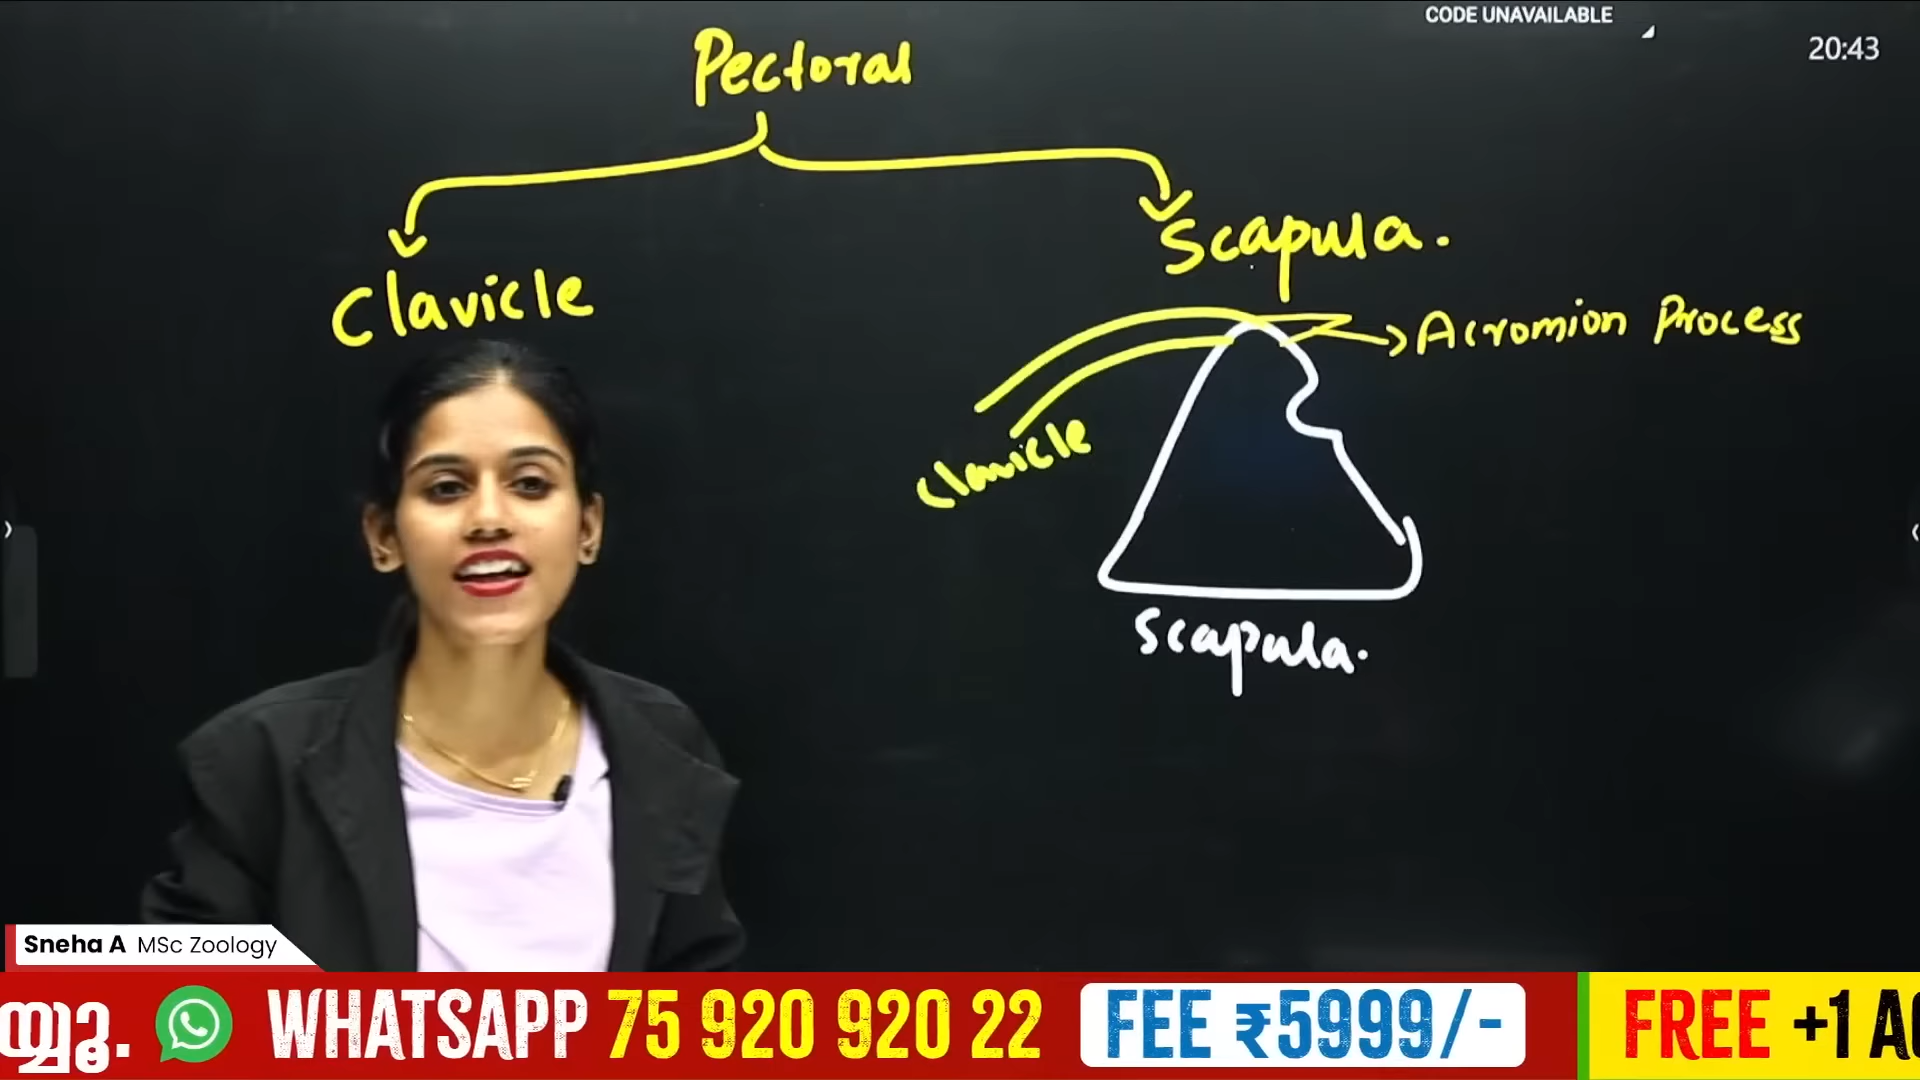 CODE UNAVAILABLE
20:43
Pectoral
Clavicle
Scapula.
Acromion Process
Clavicle
Scapula.
Sneha A MSc Zoology
WHATSAPP 75 920 920 22 FEE ₹5999/- FREE +1